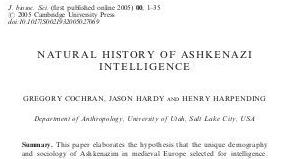 J. biosoc. Sci. (first published online 2005) 00, 1–35
© 2005 Cambridge University Press
doi:10.1017/S0021932005027069
NATURAL HISTORY OF ASHKENAZI
INTELLIGENCE
GREGORY COCHRAN, JASON HARDY AND HENRY HARPENDING
Department of Anthropology, University of Utah, Salt Lake City, USA
Summary. This paper elaborates the hypothesis that the unique demography
and sociology of Ashkenazim in medieval Europe selected for intelligence.